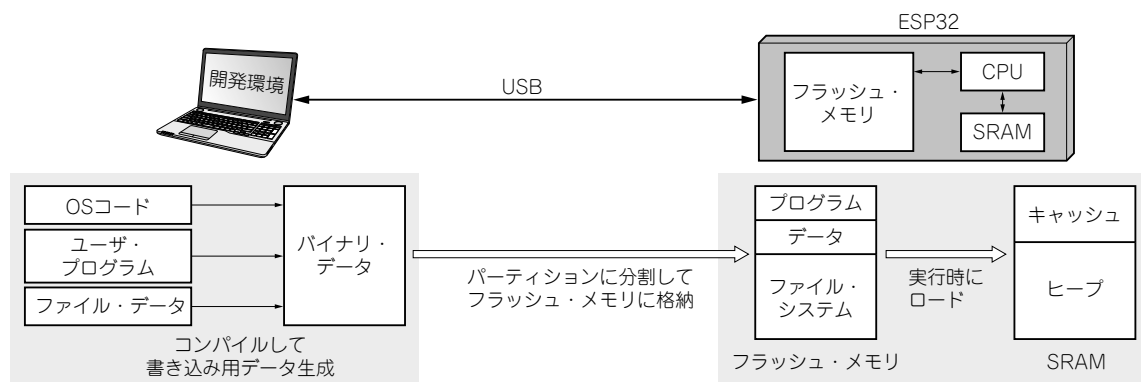 ESP32
開発環境
USB
フラッシュ・
メモリ
CPU
SRAM
OSコード
ユーザ・
プログラム
ファイル・データ
バイナリ・
データ
コンパイルして
書き込み用データ生成
パーティションに分割して
フラッシュ・メモリに格納
プログラム
データ
ファイル・
システム
フラッシュ・メモリ
実行時に
ロード
キャッシュ
ヒープ
SRAM